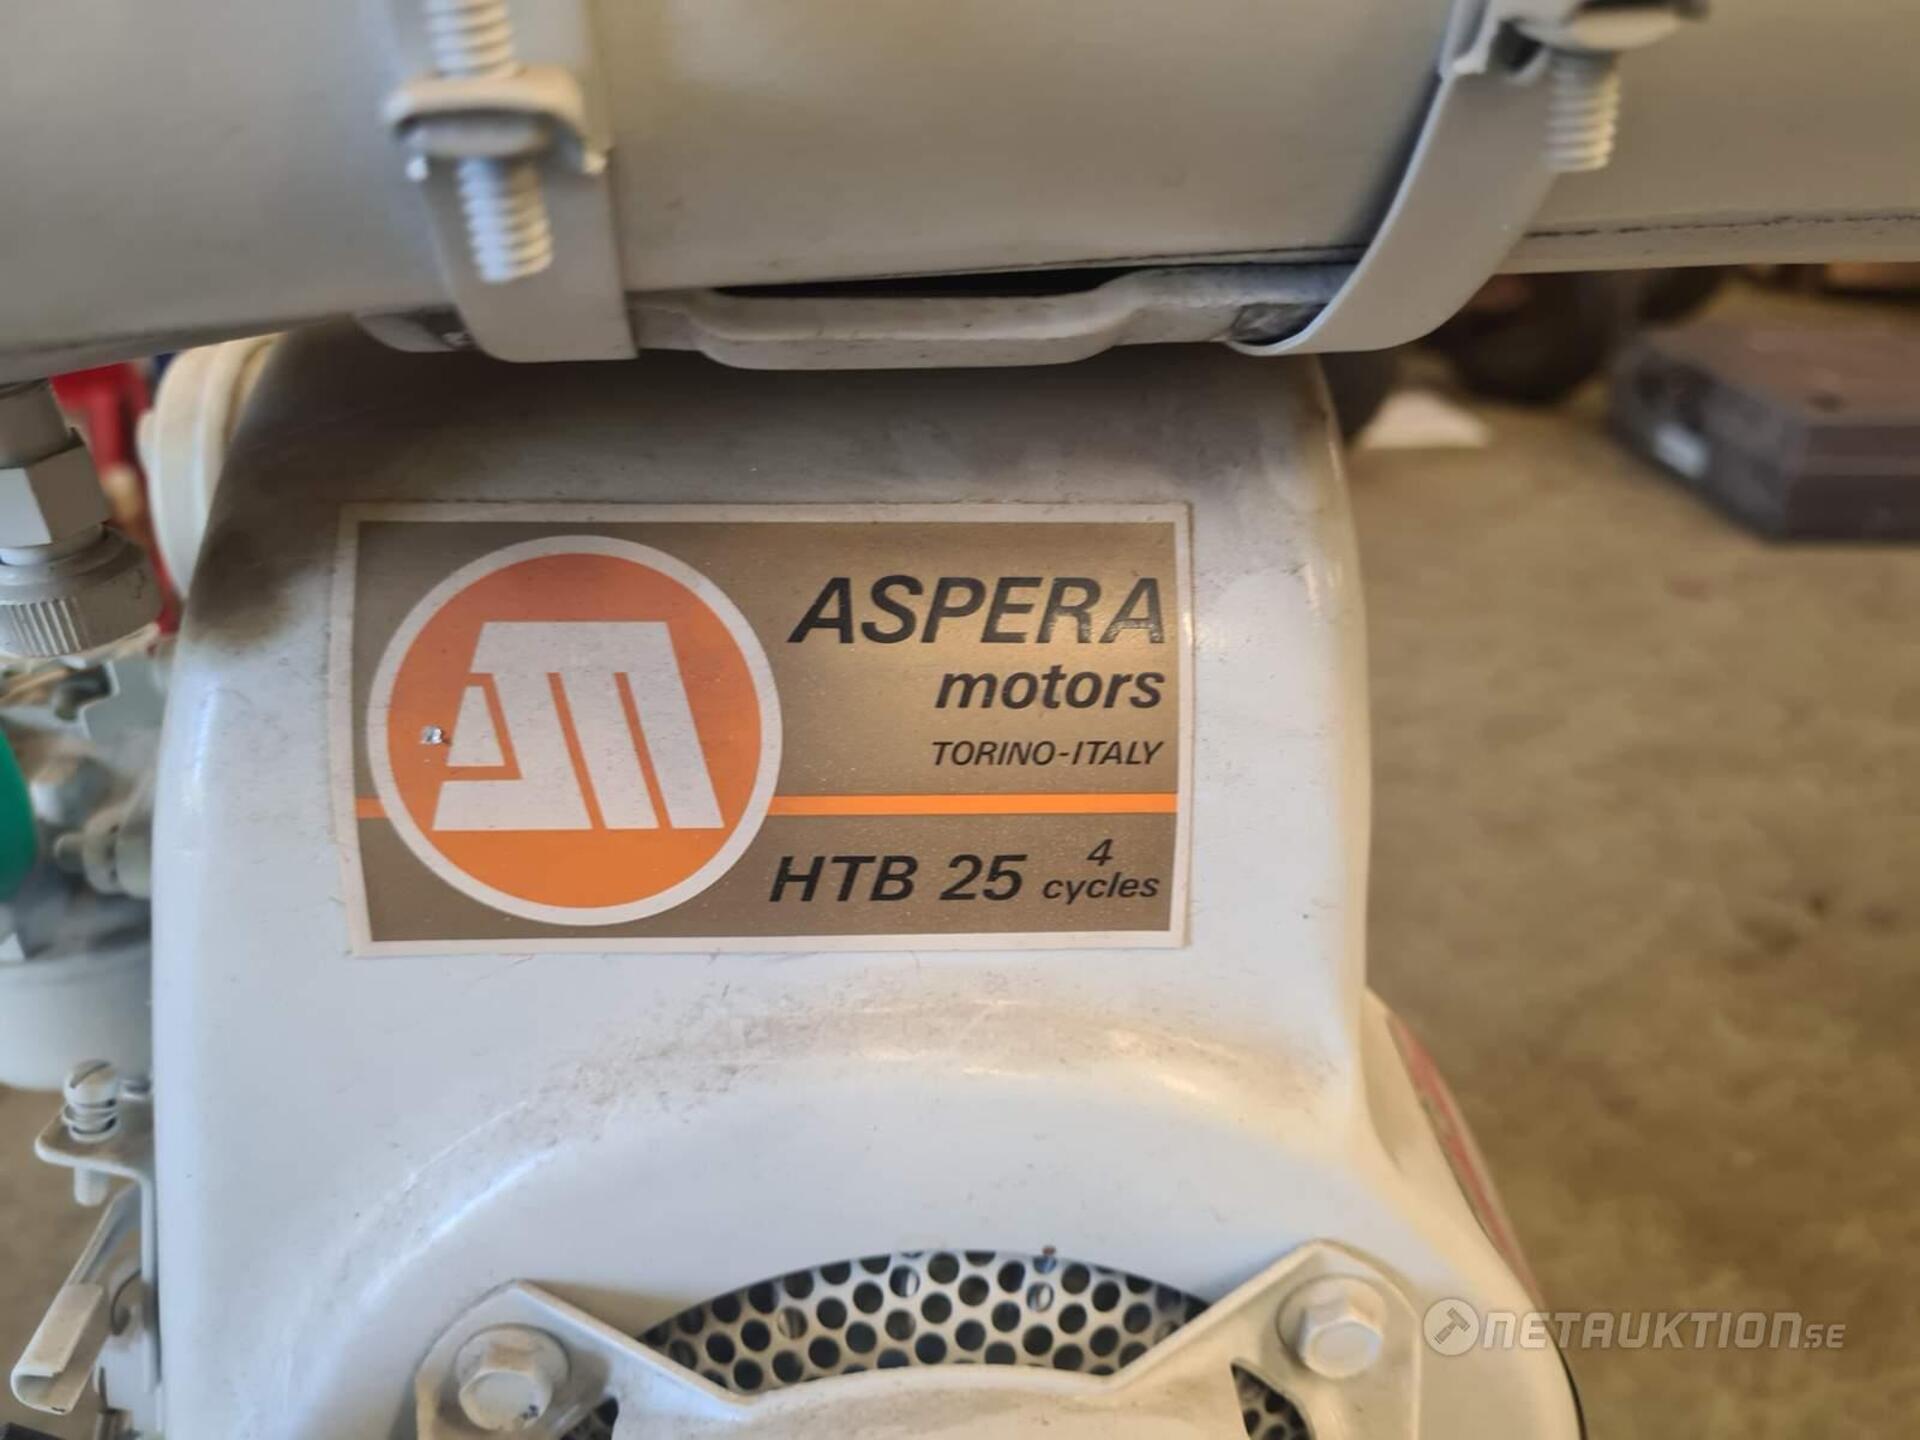 ASPERA
motors
TORINO-ITALY
HTB 25 4 cycles
NETAUKTION.SE